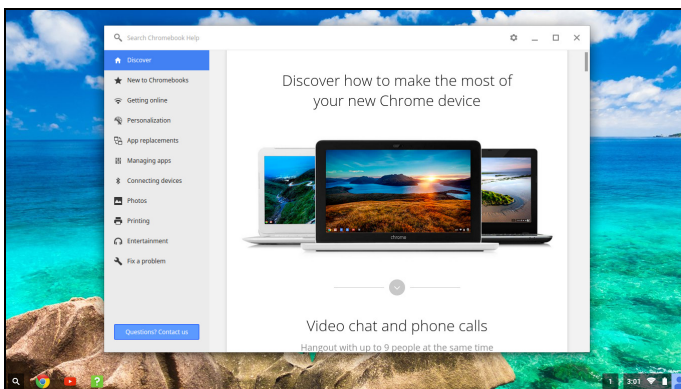 Search Chromebook Help
Discover
New to Chromebooks
Getting online
Personalization
App replacements
Managing apps
Connecting devices
Photos
Printing
Entertainment
Fix a problem
Questions? Contact us
Discover how to make the most of
your new Chrome device
chrome
Video chat and phone calls
Hangout with up to 9 people at the same time
1
3:01